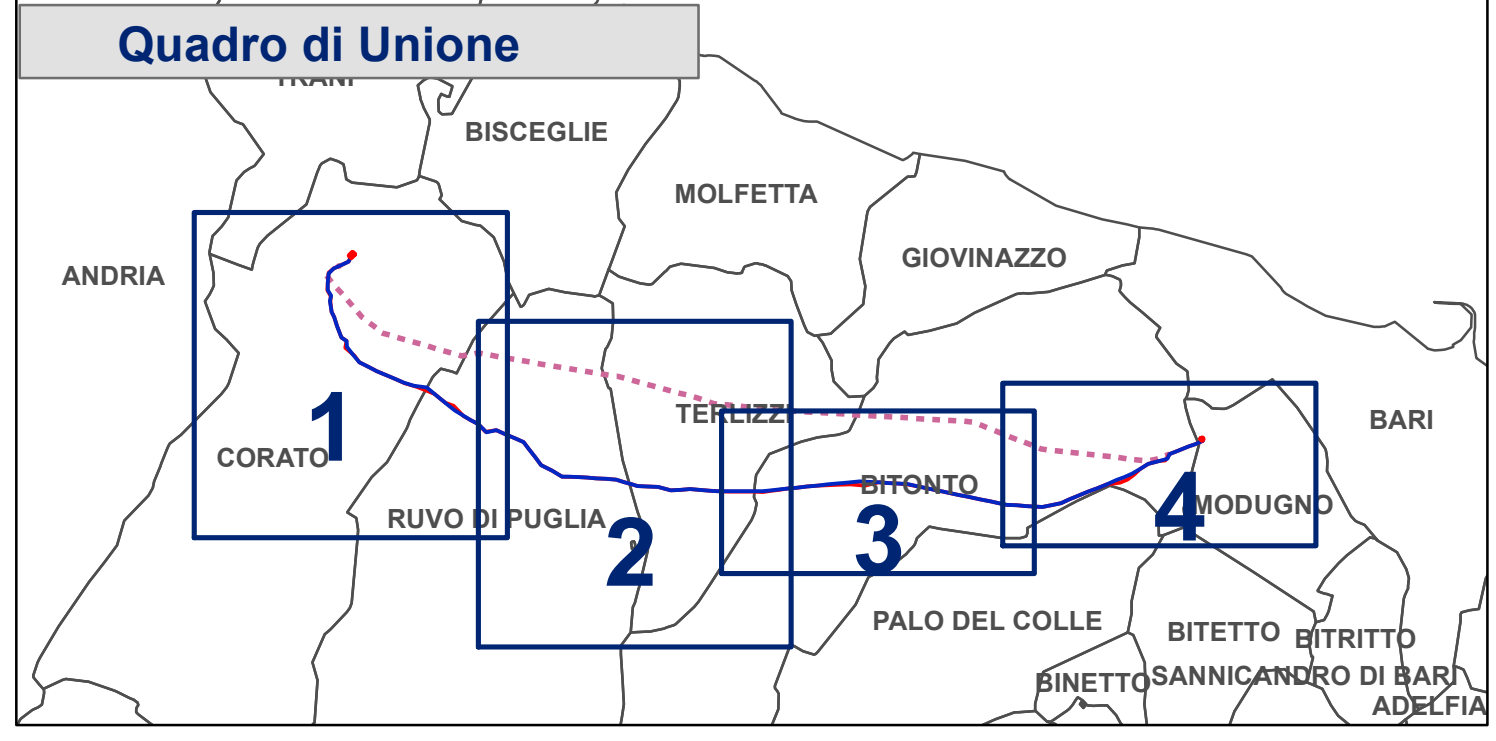 Quadro di Unione
TRANI
BISCEGLIE
MOLFETTA
GIOVINAZZO
ANDRIA
1
CORATO
TERLIZZI
BARI
BITONTO
RUVO DI PUGLIA
2
3
4
MODUGNO
PALO DEL COLLE
BITETTO
BITRITTO
BINETTO
SANNICANDRO DI BARI
ADELFIA